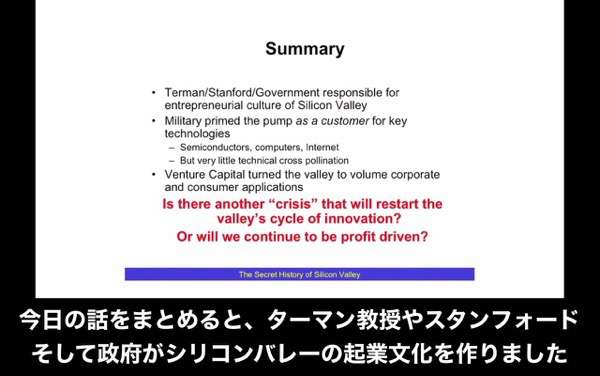 Summary
• Terman/Stanford/Government responsible for
entrepreneurial culture of Silicon Valley
• Military primed the pump as a customer for key
technologies
– Semiconductors, computers, Internet
– But very little technical cross pollination
• Venture Capital turned the valley to volume corporate
and consumer applications
Is there another “crisis” that will restart the
valley’s cycle of innovation?
Or will we continue to be profit driven?
The Secret History of Silicon Valley
今日の話をまとめると、ターマン教授やスタンフォード
そして政府がシリコンバレーの起業文化を作りました